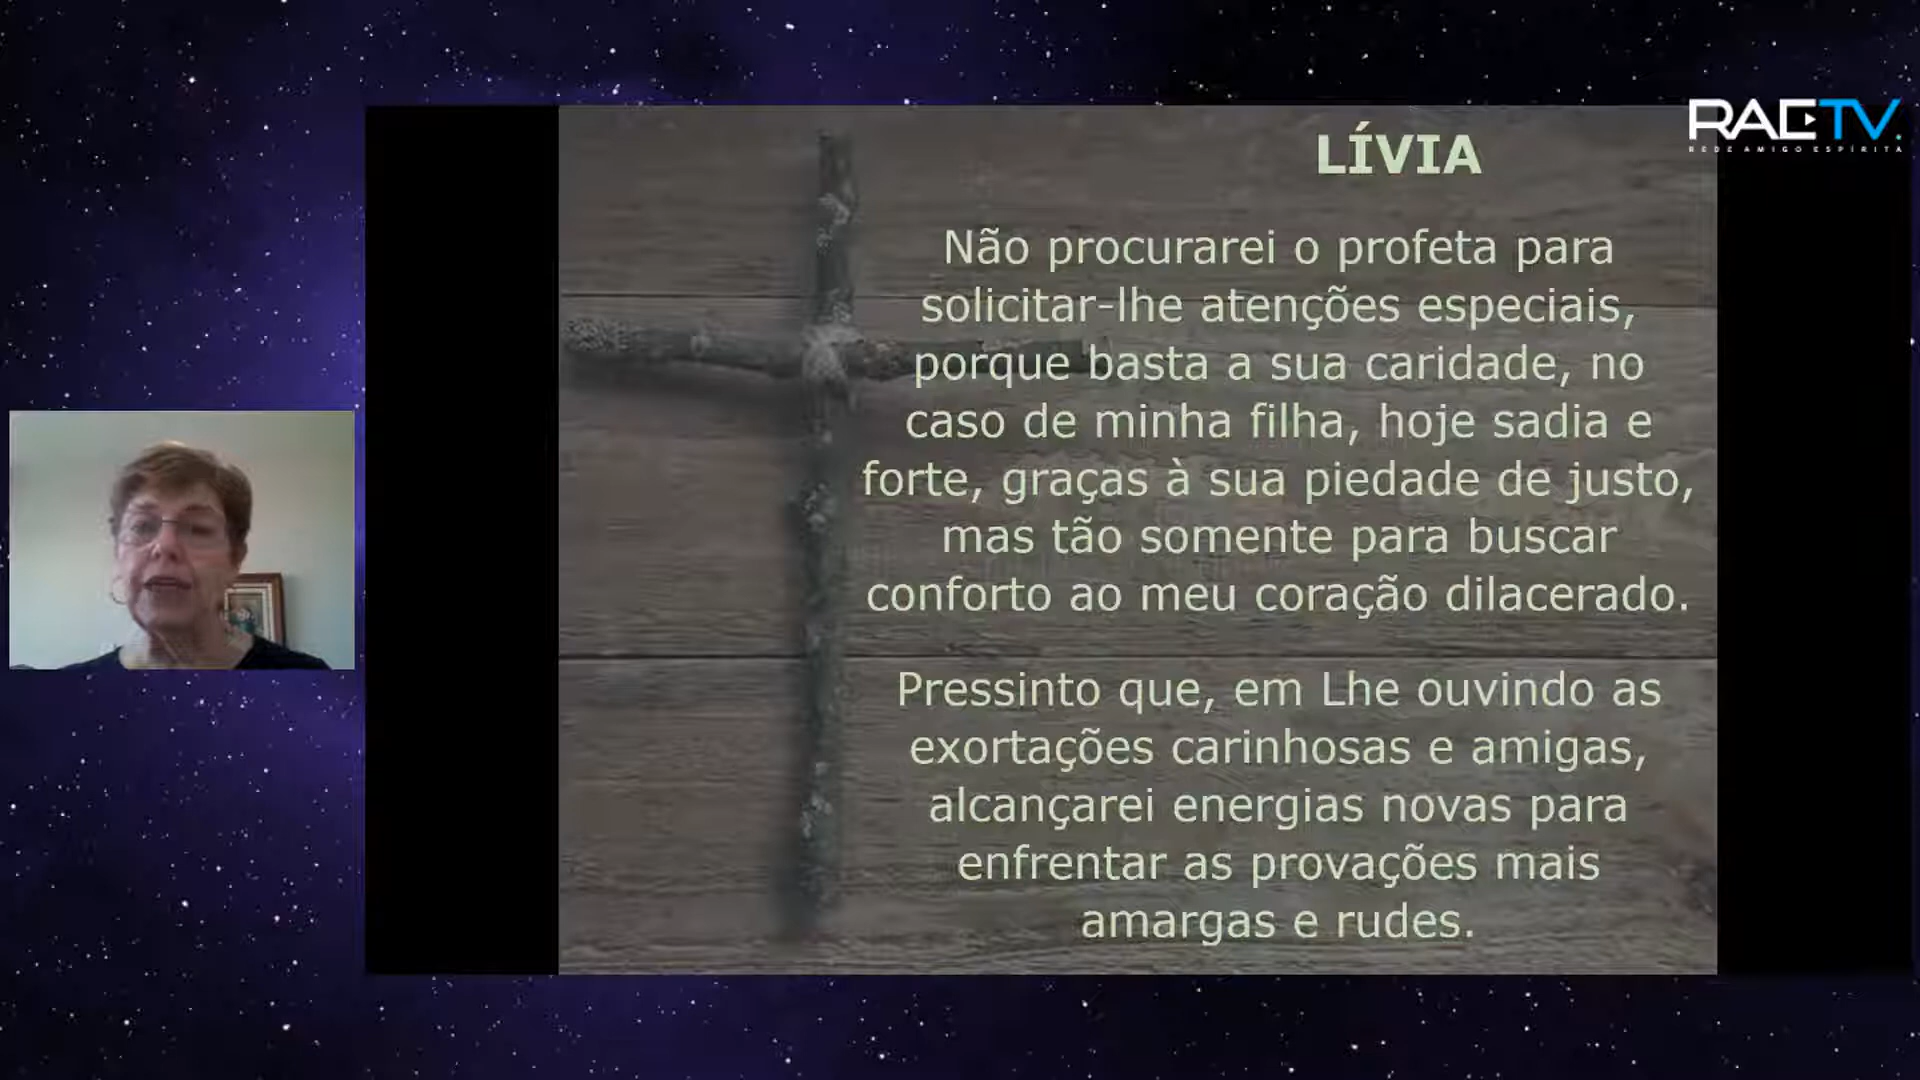 RAETV.
REDE AMIGO ESPÍRITA
LÍVIA
Não procurarei o profeta para
solicitar-lhe atenções especiais,
porque basta a sua caridade, no
caso de minha filha, hoje sadia e
forte, graças à sua piedade de justo,
mas tão somente para buscar
conforto ao meu coração dilacerado.
Pressinto que, em Lhe ouvindo as
exortações carinhosas e amigas,
alcançarei energias novas para
enfrentar as provações mais
amargas e rudes.